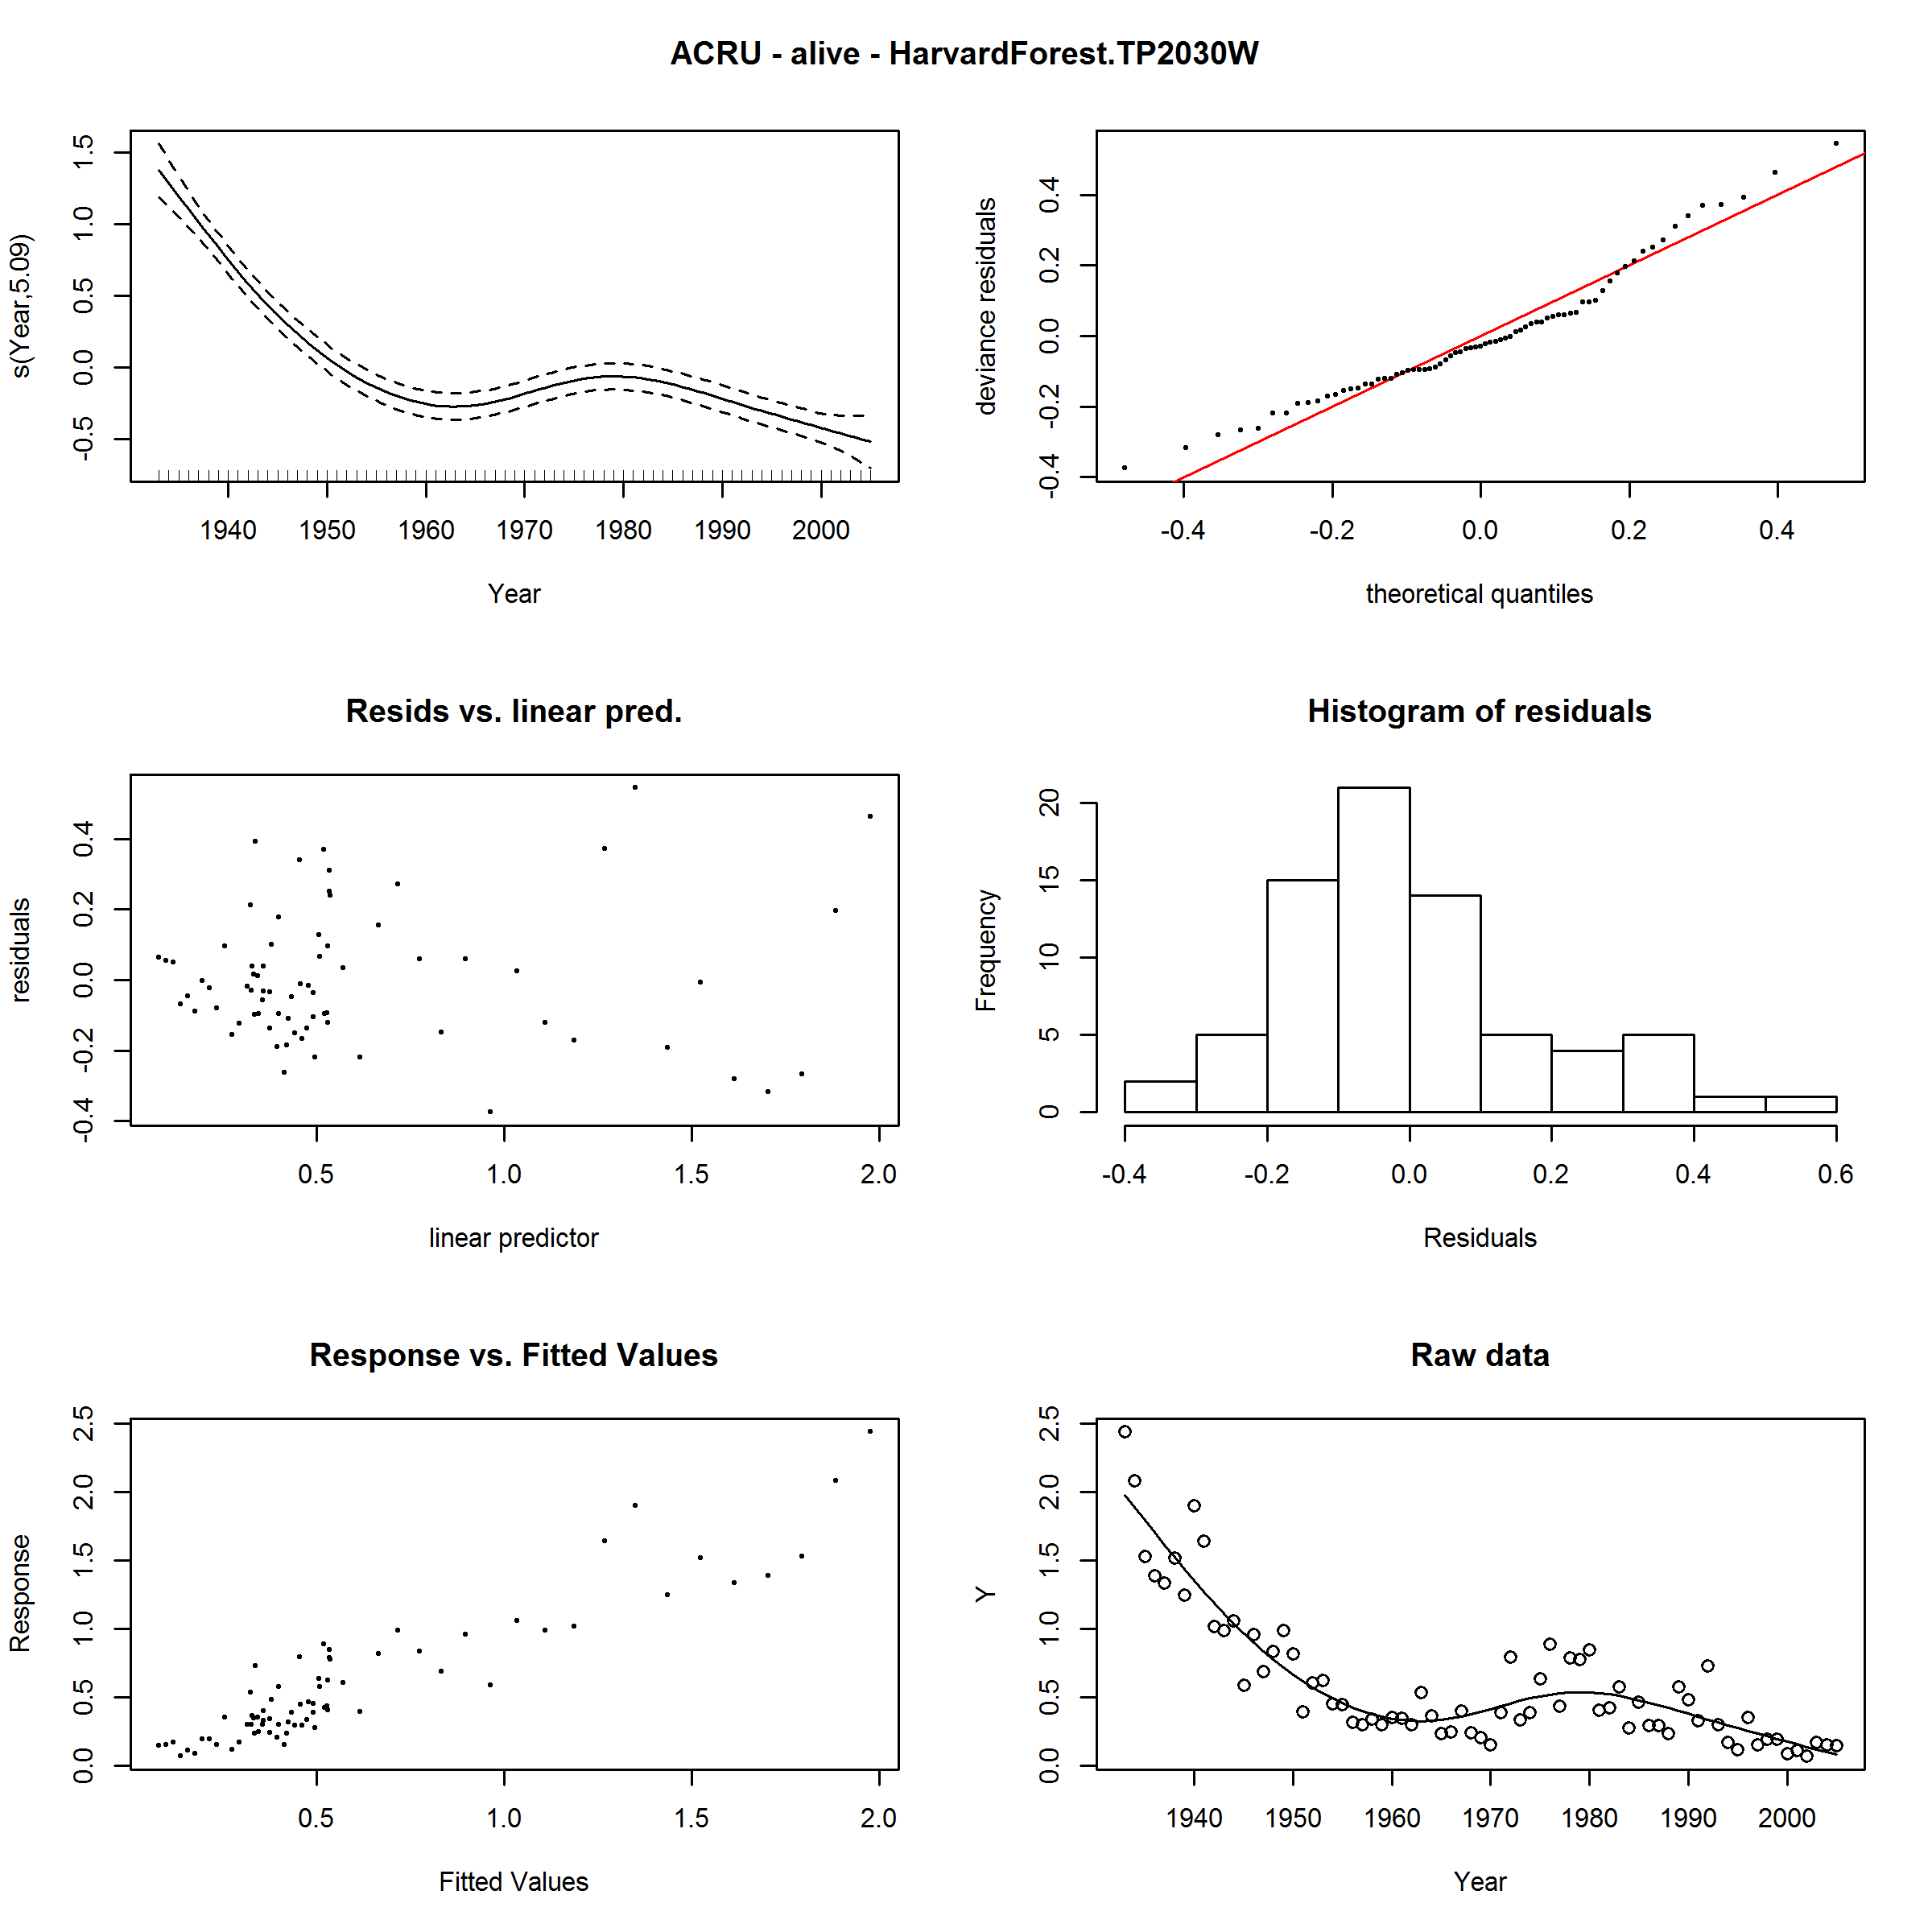 ACRU - alive - HarvardForest.TP2030W
s(Year,5.09)
1.5
1.0
0.5
0.0
-0.5
1940 1950 1960 1970 1980 1990 2000
Year
deviance residuals
0.4
0.2
0.0
-0.2
-0.4
-0.4 -0.2 0.0 0.2 0.4
theoretical quantiles
Resids vs. linear pred.
residuals
0.4
0.2
0.0
-0.2
-0.4
0.5 1.0 1.5 2.0
linear predictor
Histogram of residuals
Frequency
20
15
10
5
0
-0.4 -0.2 0.0 0.2 0.4 0.6
Residuals
Response vs. Fitted Values
Response
2.5
2.0
1.5
1.0
0.5
0.0
0.5 1.0 1.5 2.0
Fitted Values
Raw data
Y
2.5
2.0
1.5
1.0
0.5
0.0
1940 1950 1960 1970 1980 1990 2000
Year